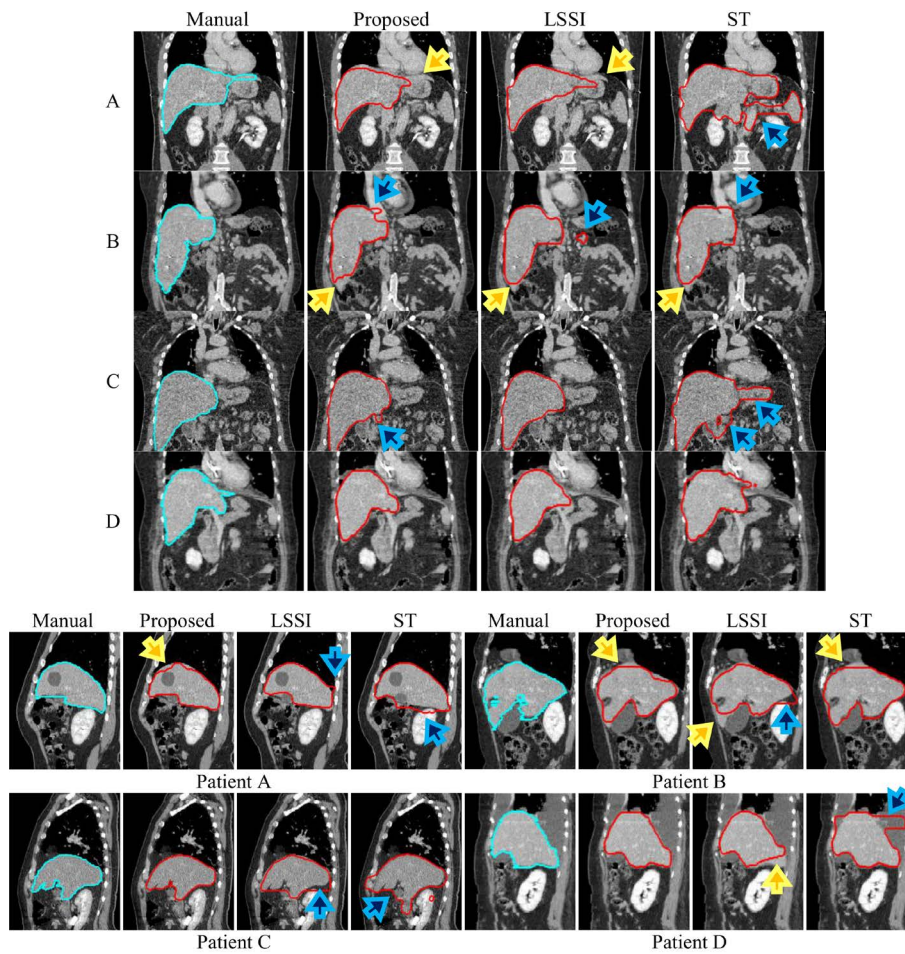 Manual Proposed LSSI ST
A
B
C
D
Manual Proposed LSSI ST Manual Proposed LSSI ST
Patient A Patient B
Patient C Patient D